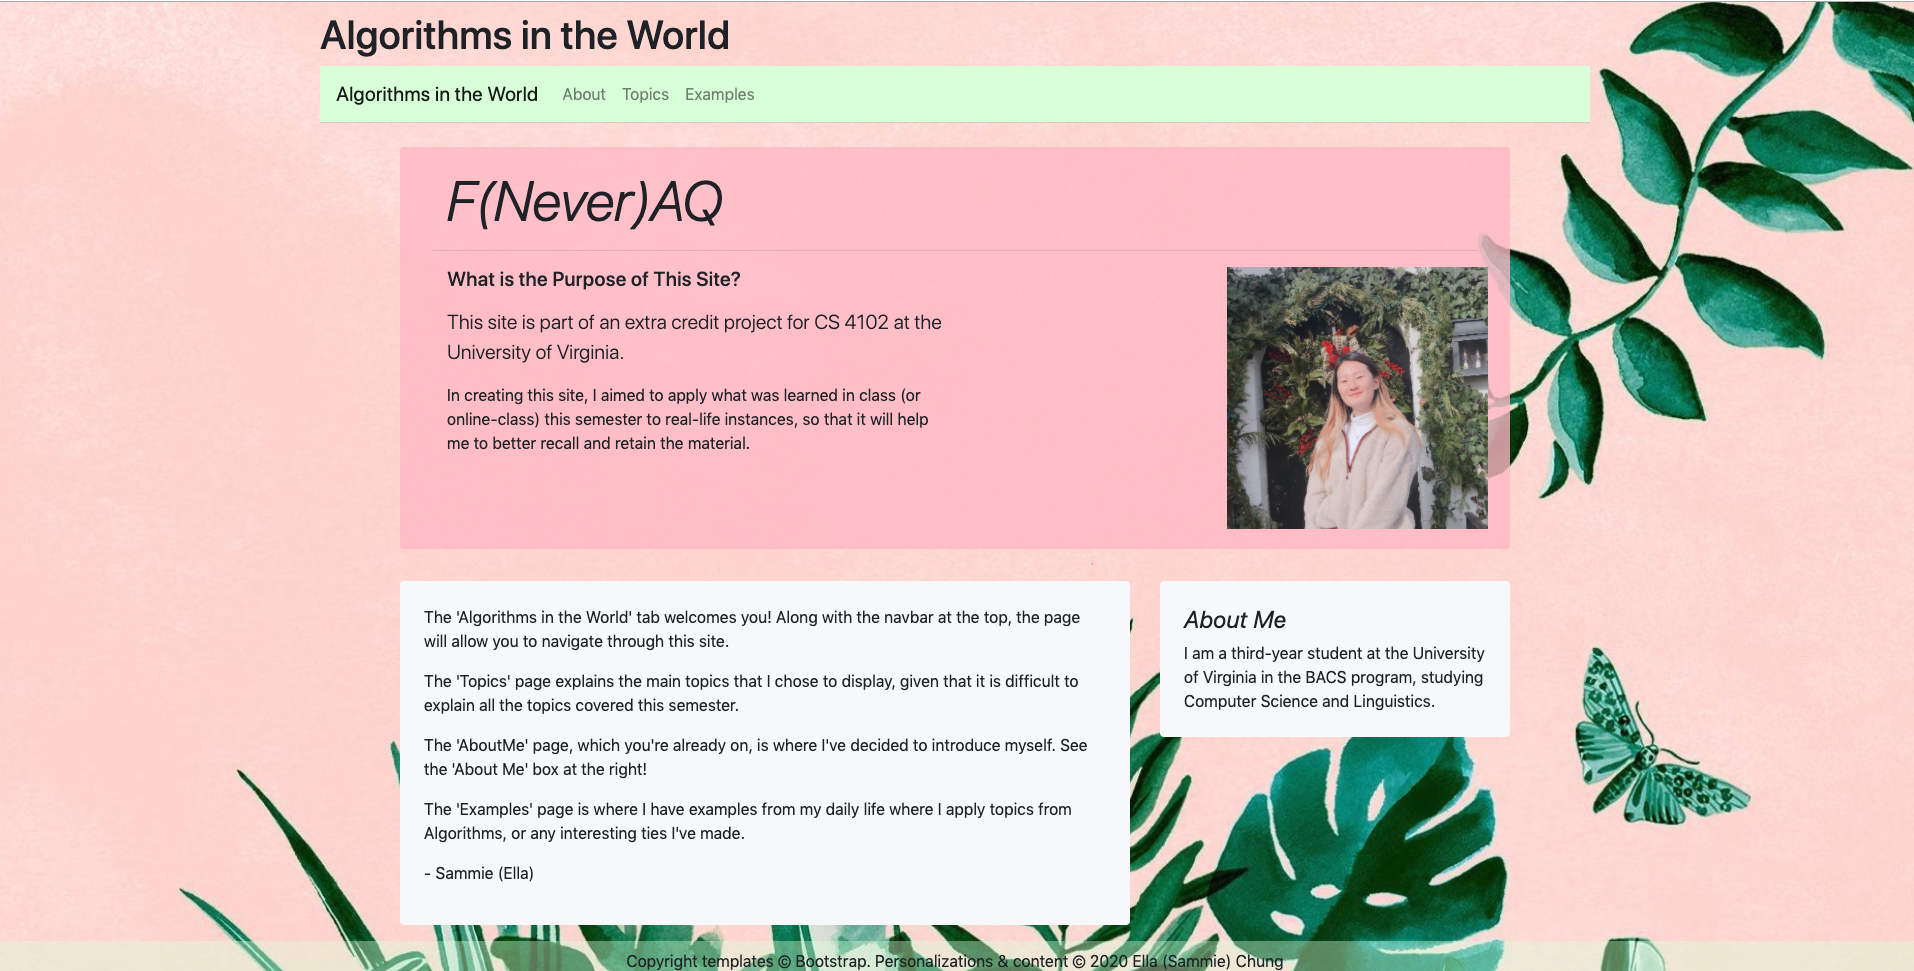 Algorithms in the World
Algorithms in the World About Topics Examples
F(Never)AQ
What is the Purpose of This Site?
This site is part of an extra credit project for CS 4102 at the
University of Virginia.
In creating this site, I aimed to apply what was learned in class (or
online-class) this semester to real-life instances, so that it will help
me to better recall and retain the material.
The 'Algorithms in the World' tab welcomes you! Along with the navbar at the top, the page
will allow you to navigate through this site.
The 'Topics' page explains the main topics that I chose to display, given that it is difficult to
explain all the topics covered this semester.
The 'AboutMe' page, which you're already on, is where I've decided to introduce myself. See
the 'About Me' box at the right!
The 'Examples' page is where I have examples from my daily life where I apply topics from
Algorithms, or any interesting ties I've made.
- Sammie (Ella)
About Me
I am a third-year student at the University
of Virginia in the BACS program, studying
Computer Science and Linguistics.
Copyright templates © Bootstrap. Personalizations & content © 2020 Ella (Sammie) Chung